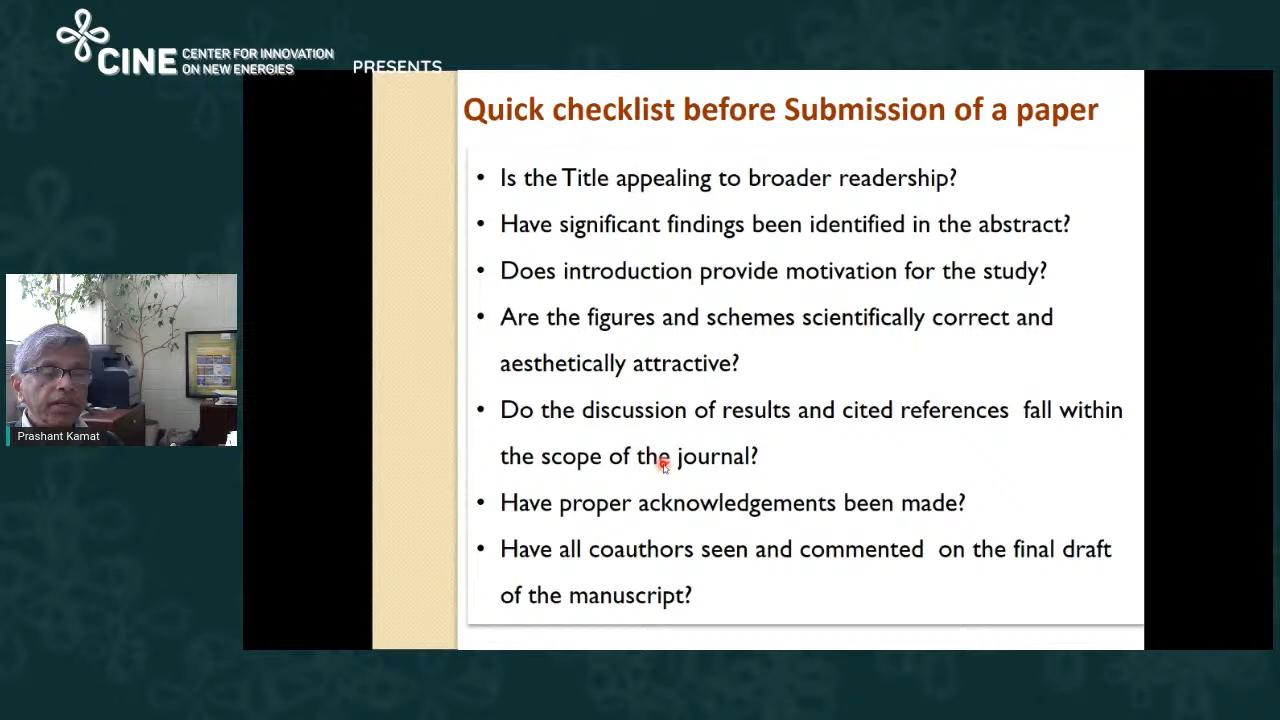 CINE CENTER FOR INNOVATION
ON NEW ENERGIES
PRESENTS
Quick checklist before Submission of a paper
• Is the Title appealing to broader readership?
• Have significant findings been identified in the abstract?
• Does introduction provide motivation for the study?
• Are the figures and schemes scientifically correct and
aesthetically attractive?
• Do the discussion of results and cited references fall within
the scope of the journal?
• Have proper acknowledgements been made?
• Have all coauthors seen and commented on the final draft
of the manuscript?
Prashant Kamat